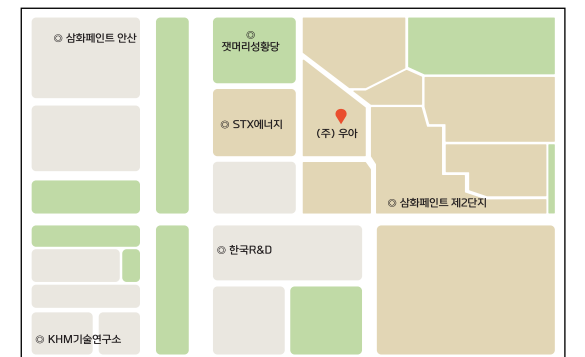 ◎ 삼화페인트 안산
◎
잿머리성황당
◎ STX에너지
(주) 우아
◎ 삼화페인트 제2단지
◎ 한국R&D
◎ KHM기술연구소